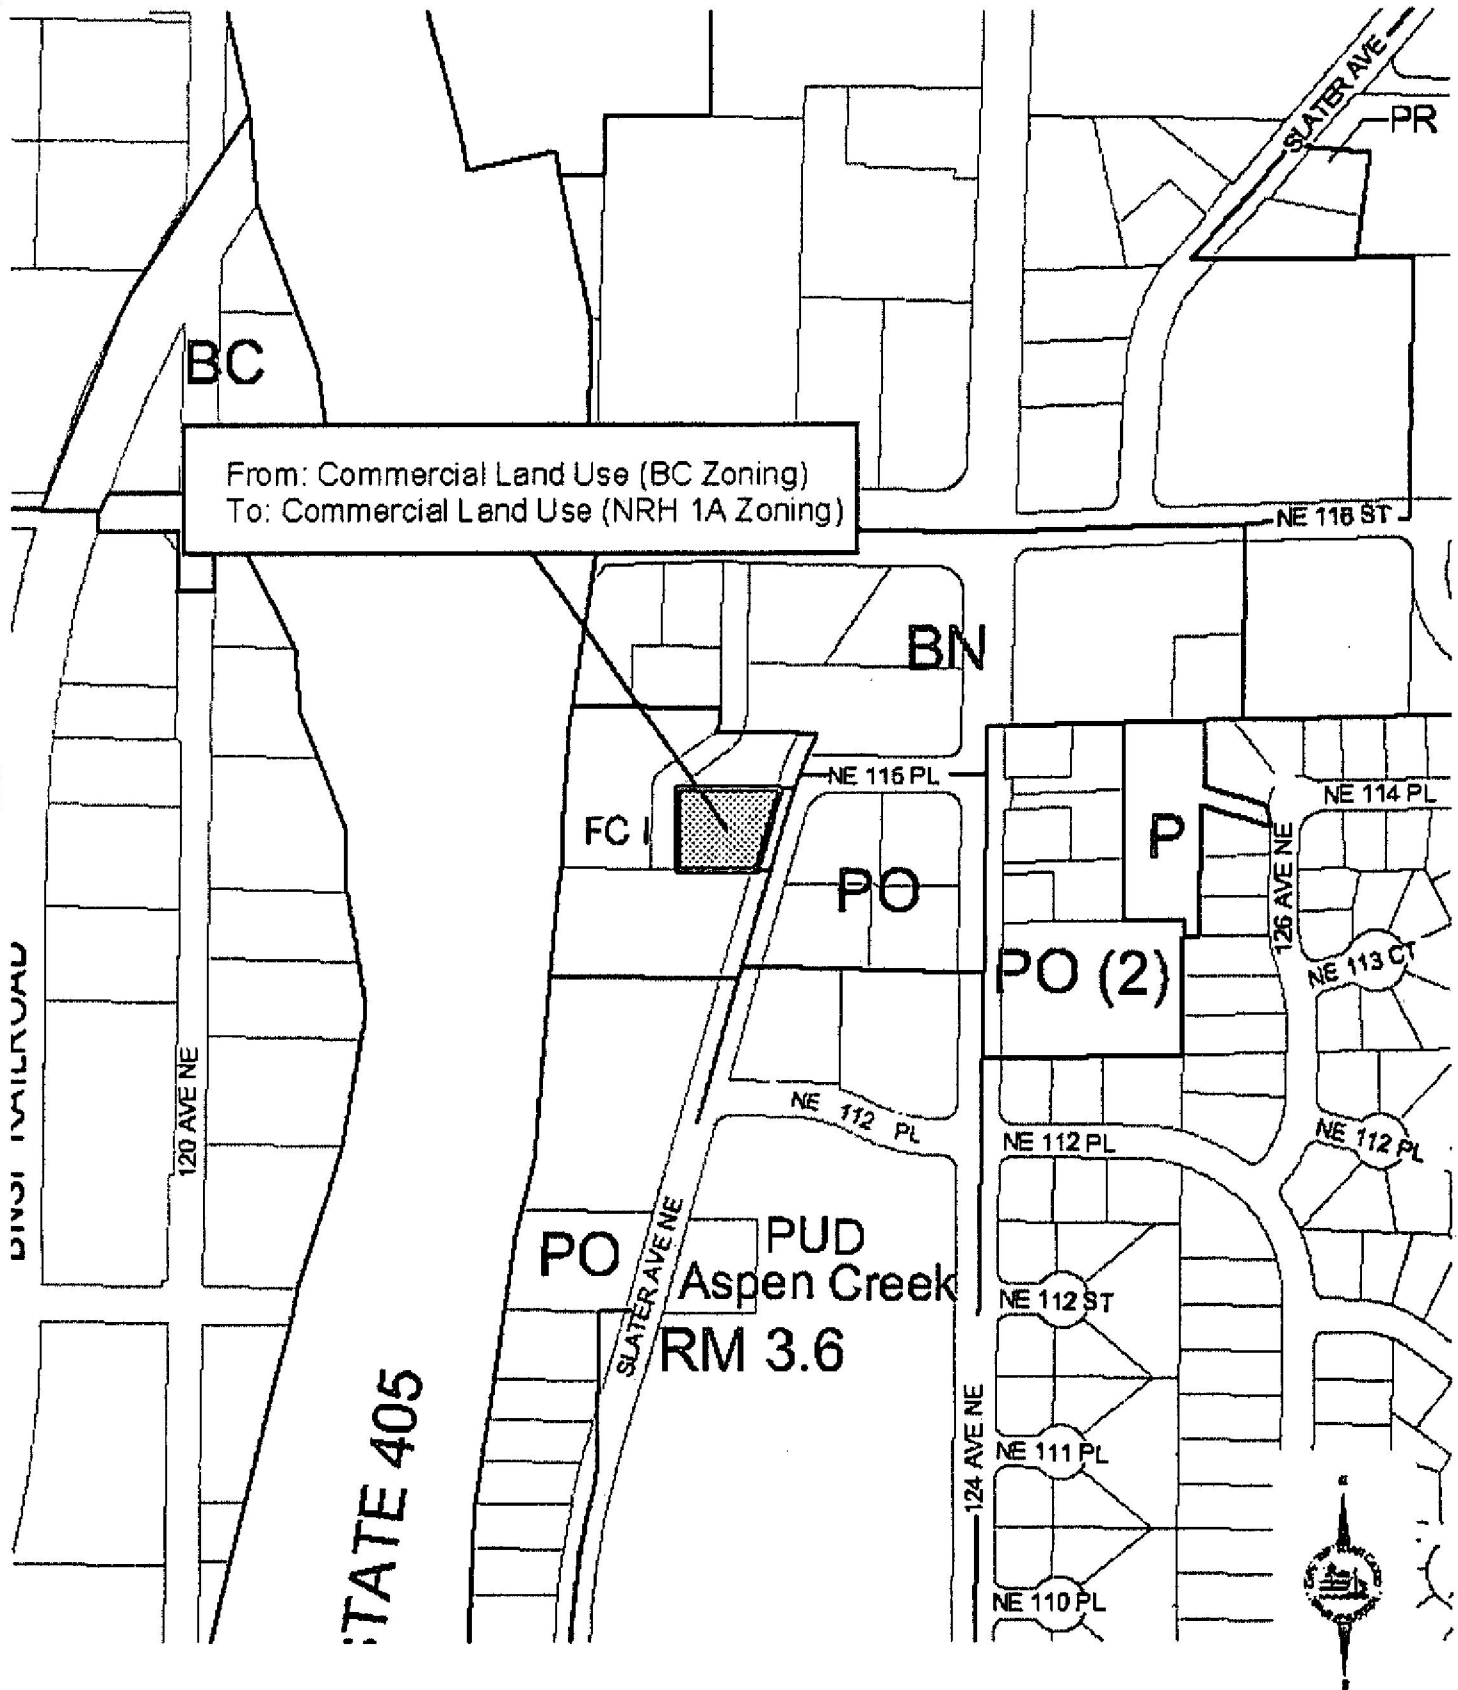 SLATER AVE
PR
BC
From: Commercial Land Use (BC Zoning)
To: Commercial Land Use (NRH 1A Zoning)
NE 116 ST
BN
NE 115 PL
NE 114 PL
FC I
P
PO
126 AVE NE
NE 113 CT
PO (2)
RAILROAD
120 AVE NE
NE 112 PL
NE 112 PL
NE 112 PL
SLATER AVE NE
PO
PUD
Aspen Creek
NE 112 ST
RM 3.6
TATE 405
124 AVE NE
NE 111 PL
NE 110 PL